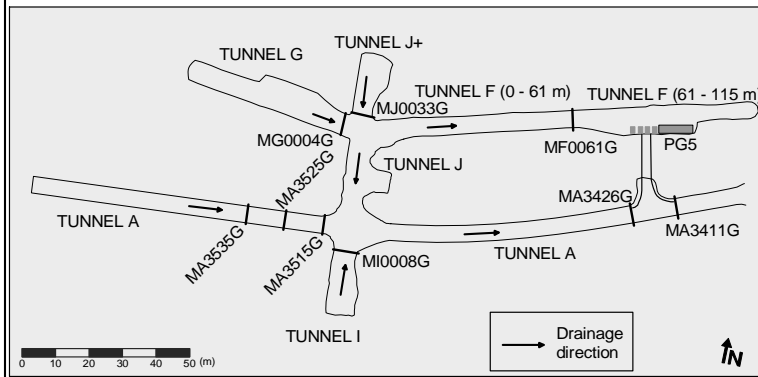 TUNNEL J+
TUNNEL G
TUNNEL F (0 - 61 m)
TUNNEL F (61 - 115 m)
MJ0033G
MG0004G
MF0061G
PG5
MA3525G
TUNNEL J
MA3426G
TUNNEL A
MA3535G
MA3515G
MI0008G
TUNNEL A
MA3411G
TUNNEL I
Drainage
direction
0 10 20 30 40 50 (m)
N